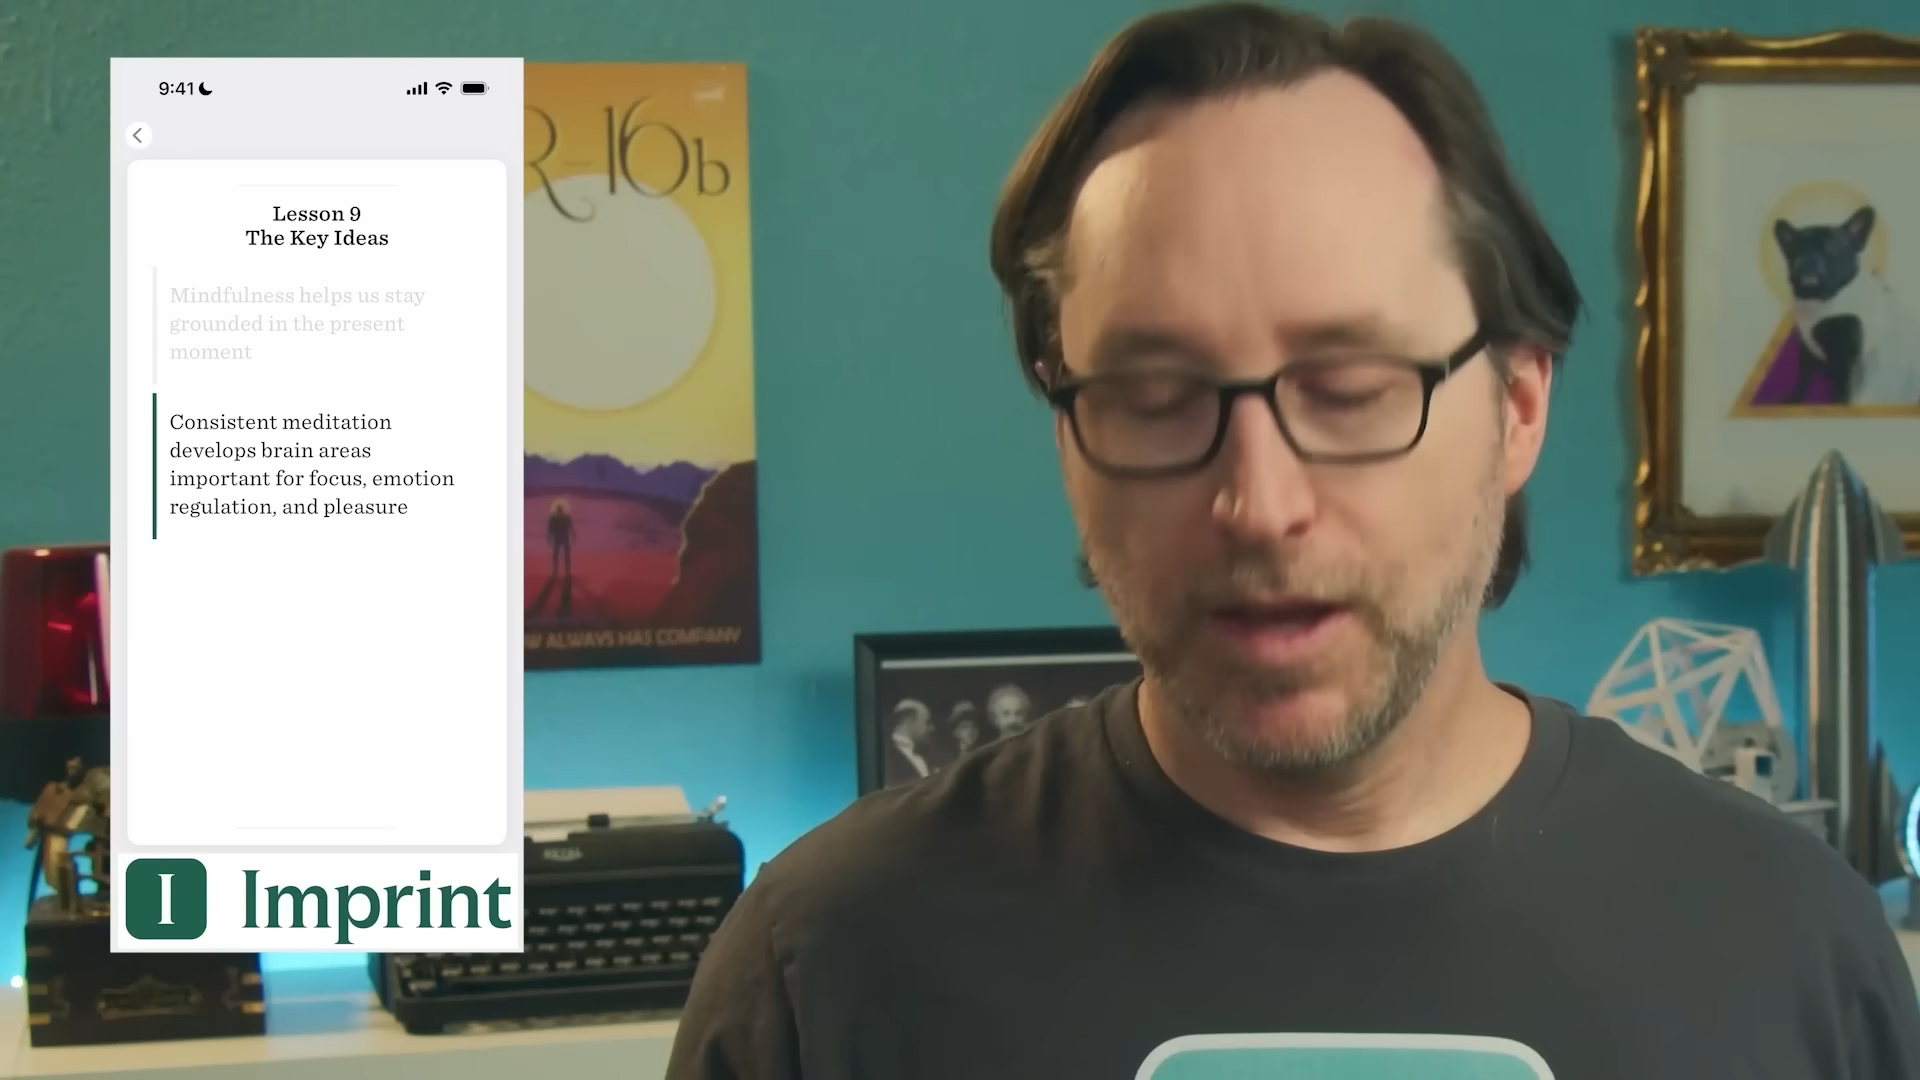 9:41
Lesson 9
The Key Ideas
Mindfulness helps us stay
grounded in the present
moment
Consistent meditation
develops brain areas
important for focus, emotion
regulation, and pleasure
I Imprint
R-16b
W ALWAYS HAS COMPANY
ROYAL